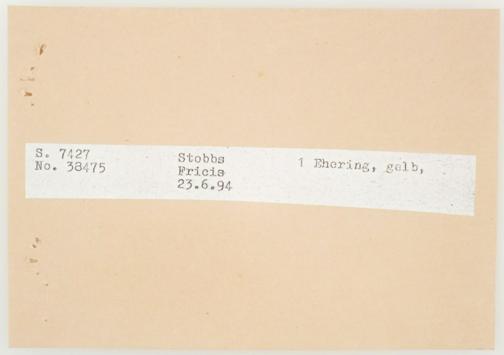 S. 7427
No. 38475
Stobbs
Fricis
23.6.94
1 Ehering, gelb,